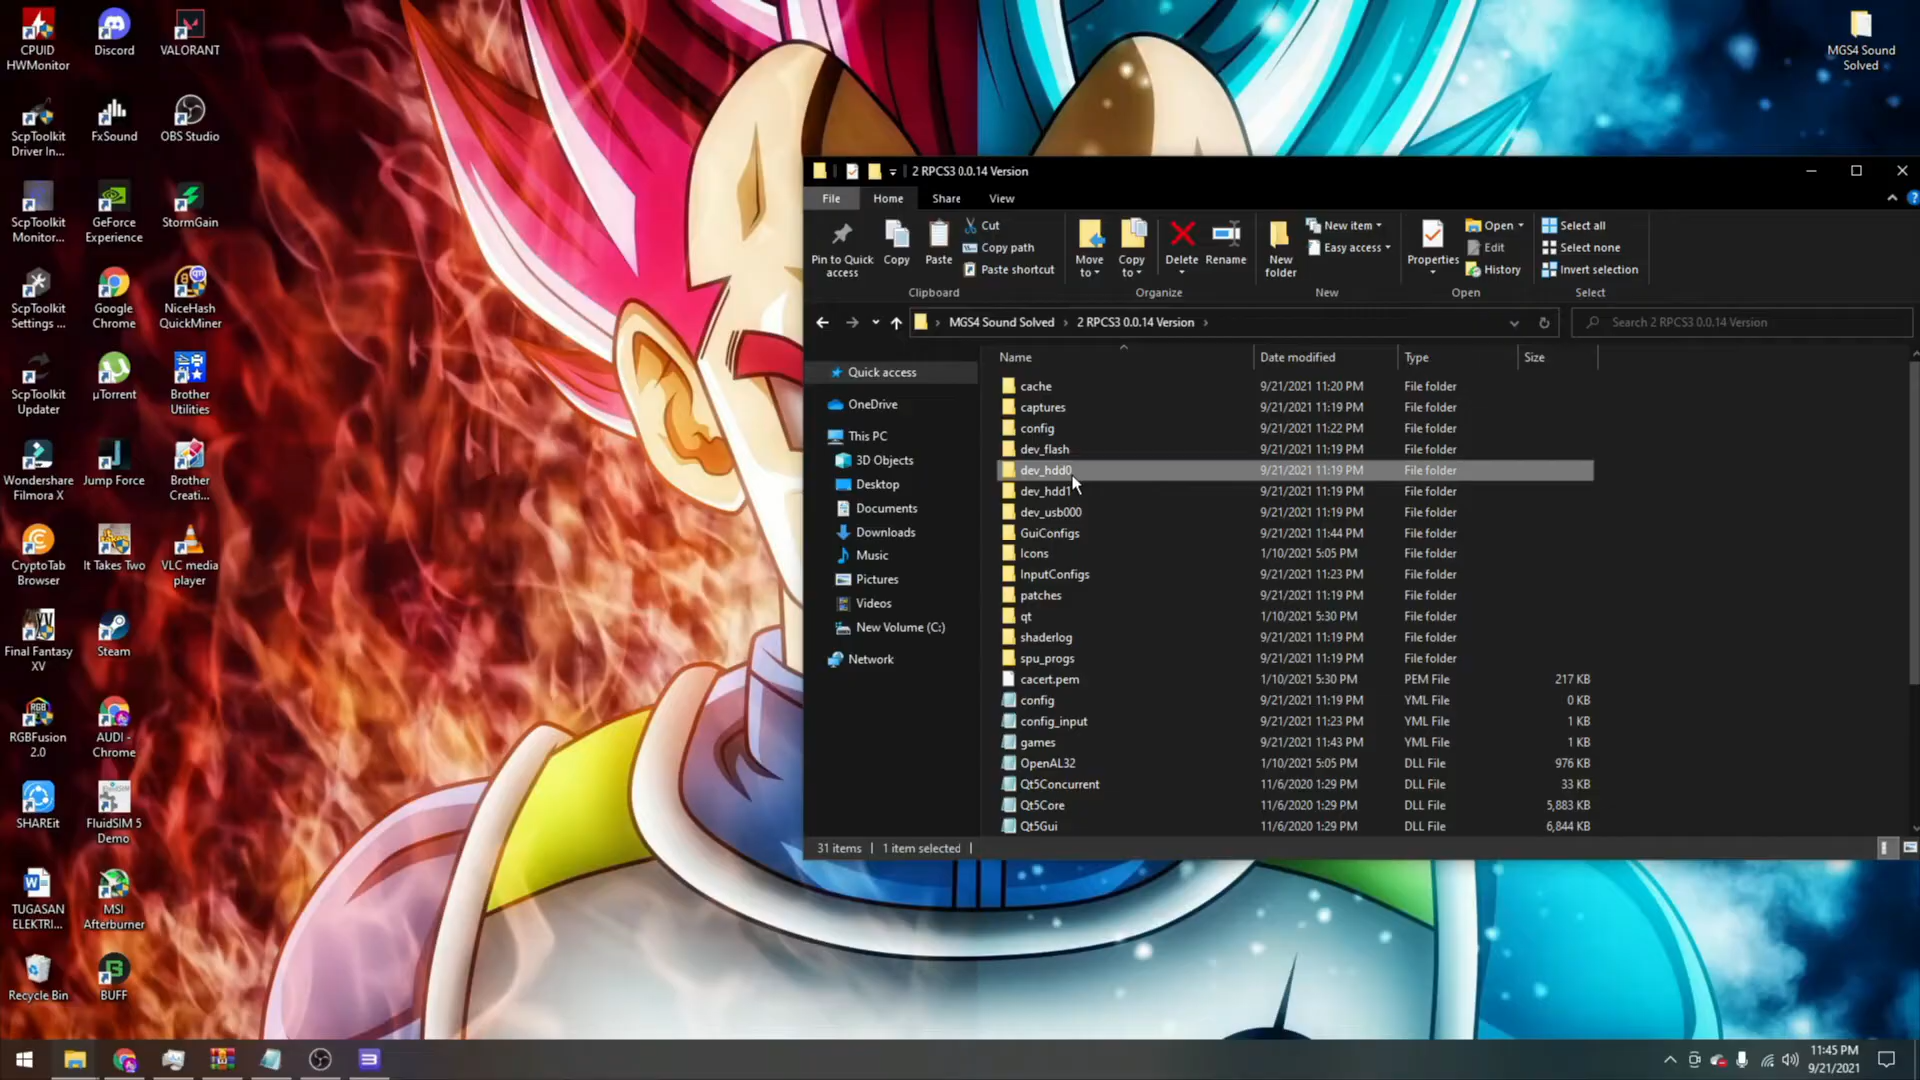 CPUID
HWMonitor
Discord
VALORANT
ScpToolkit
Driver In...
FxSound
OBS Studio
ScpToolkit
Monitor...
GeForce
Experience
StormGain
ScpToolkit
Settings ...
Google
Chrome
NiceHash
QuickMiner
ScpToolkit
Updater
µTorrent
Brother
Utilities
Wondershare
Filmora X
Jump Force
Brother
Creati...
CryptoTab
Browser
It Takes Two
VLC media
player
Final Fantasy
XV
Steam
RGBFusion
2.0
AUDI -
Chrome
SHAREit
FluidSIM 5
Demo
TUGASAN
ELEKTRI...
MSI
Afterburner
Recycle Bin
BUFF
MGS4 Sound
Solved
2 RPCS3 0.0.14 Version
File Home Share View
Pin to Quick
access
Copy
Paste
Cut
Copy path
Paste shortcut
Clipboard
Move
to
Copy
to
Delete
Rename
Organize
New
folder
New item
Easy access
New
Properties
Open
Edit
History
Open
Select all
Select none
Invert selection
Select
MGS4 Sound Solved › 2 RPCS3 0.0.14 Version ›
Search 2 RPCS3 0.0.14 Version
Quick access
OneDrive
This PC
3D Objects
Desktop
Documents
Downloads
Music
Pictures
Videos
New Volume (C:)
Network
Name Date modified Type Size
cache 9/21/2021 11:20 PM File folder
captures 9/21/2021 11:19 PM File folder
config 9/21/2021 11:22 PM File folder
dev_flash 9/21/2021 11:19 PM File folder
dev_hdd0 9/21/2021 11:19 PM File folder
dev_hdd1 9/21/2021 11:19 PM File folder
dev_usb000 9/21/2021 11:19 PM File folder
GuiConfigs 9/21/2021 11:44 PM File folder
Icons 1/10/2021 5:05 PM File folder
InputConfigs 9/21/2021 11:23 PM File folder
patches 9/21/2021 11:19 PM File folder
qt 1/10/2021 5:30 PM File folder
shaderlog 9/21/2021 11:19 PM File folder
spu_progs 9/21/2021 11:19 PM File folder
cacert.pem 1/10/2021 5:30 PM PEM File 217 KB
config 9/21/2021 11:19 PM YML File 0 KB
config_input 9/21/2021 11:23 PM YML File 1 KB
games 9/21/2021 11:43 PM YML File 1 KB
OpenAL32 1/10/2021 5:05 PM DLL File 976 KB
Qt5Concurrent 11/6/2020 1:29 PM DLL File 33 KB
Qt5Core 11/6/2020 1:29 PM DLL File 5,883 KB
Qt5Gui 11/6/2020 1:29 PM DLL File 6,844 KB
31 items 1 item selected
11:45 PM
9/21/2021